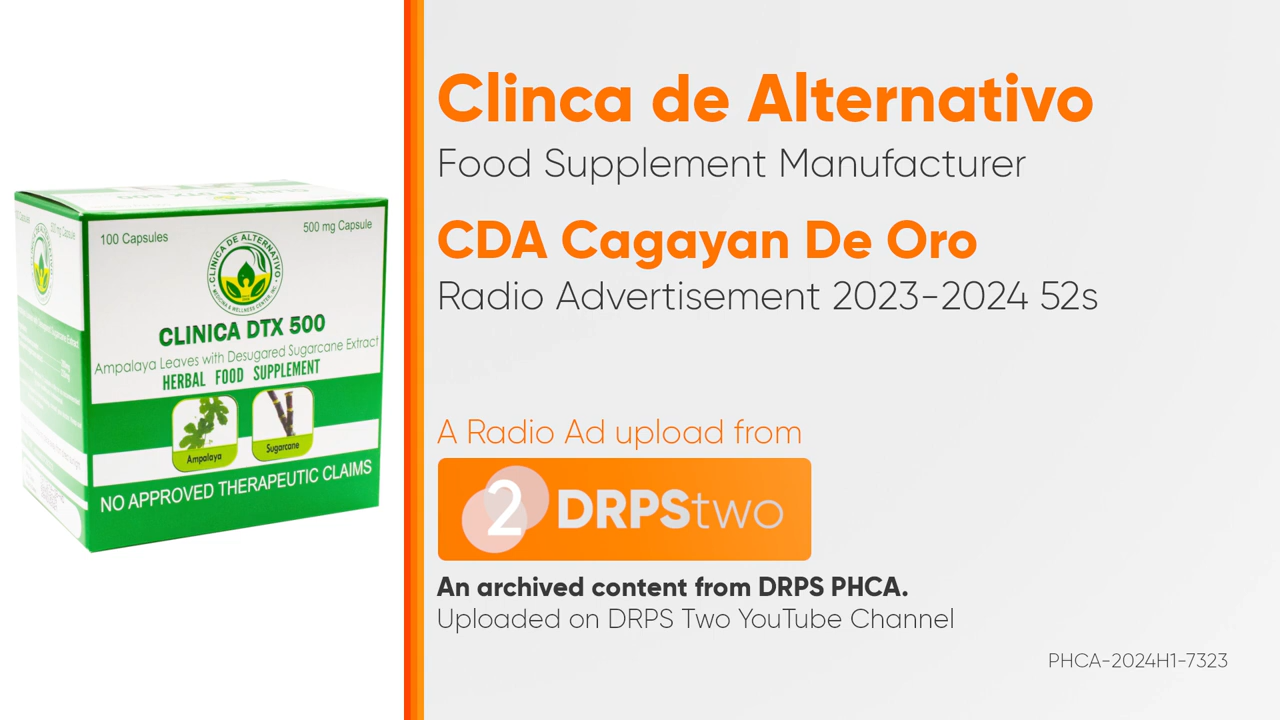 Clinca de Alternativo
Food Supplement Manufacturer
CDA Cagayan De Oro
Radio Advertisement 2023-2024 52s
A Radio Ad upload from
2 DRPStwo
An archived content from DRPS PHCA.
Uploaded on DRPS Two YouTube Channel
PHCA-2024H1-7323
100 Capsules
500 mg Capsule
CLINICA DE ALTERNATIVO
CLINICA DTX 500
Ampalaya Leaves with Desugared Sugarcane Extract
HERBAL FOOD SUPPLEMENT
Ampalaya
Sugarcane
NO APPROVED THERAPEUTIC CLAIMS